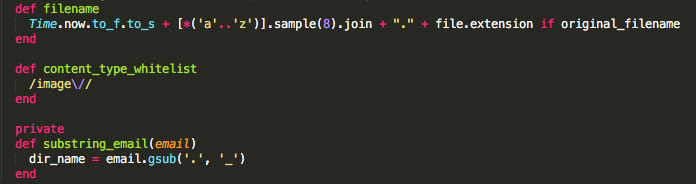 def filename
  Time.now.to_f.to_s + [*('a'..'z')].sample(8).join + "." + file.extension if original_filename
end

def content_type_whitelist
  /image\//
end

private
def substring_email(email)
  dir_name = email.gsub('.', '_')
end